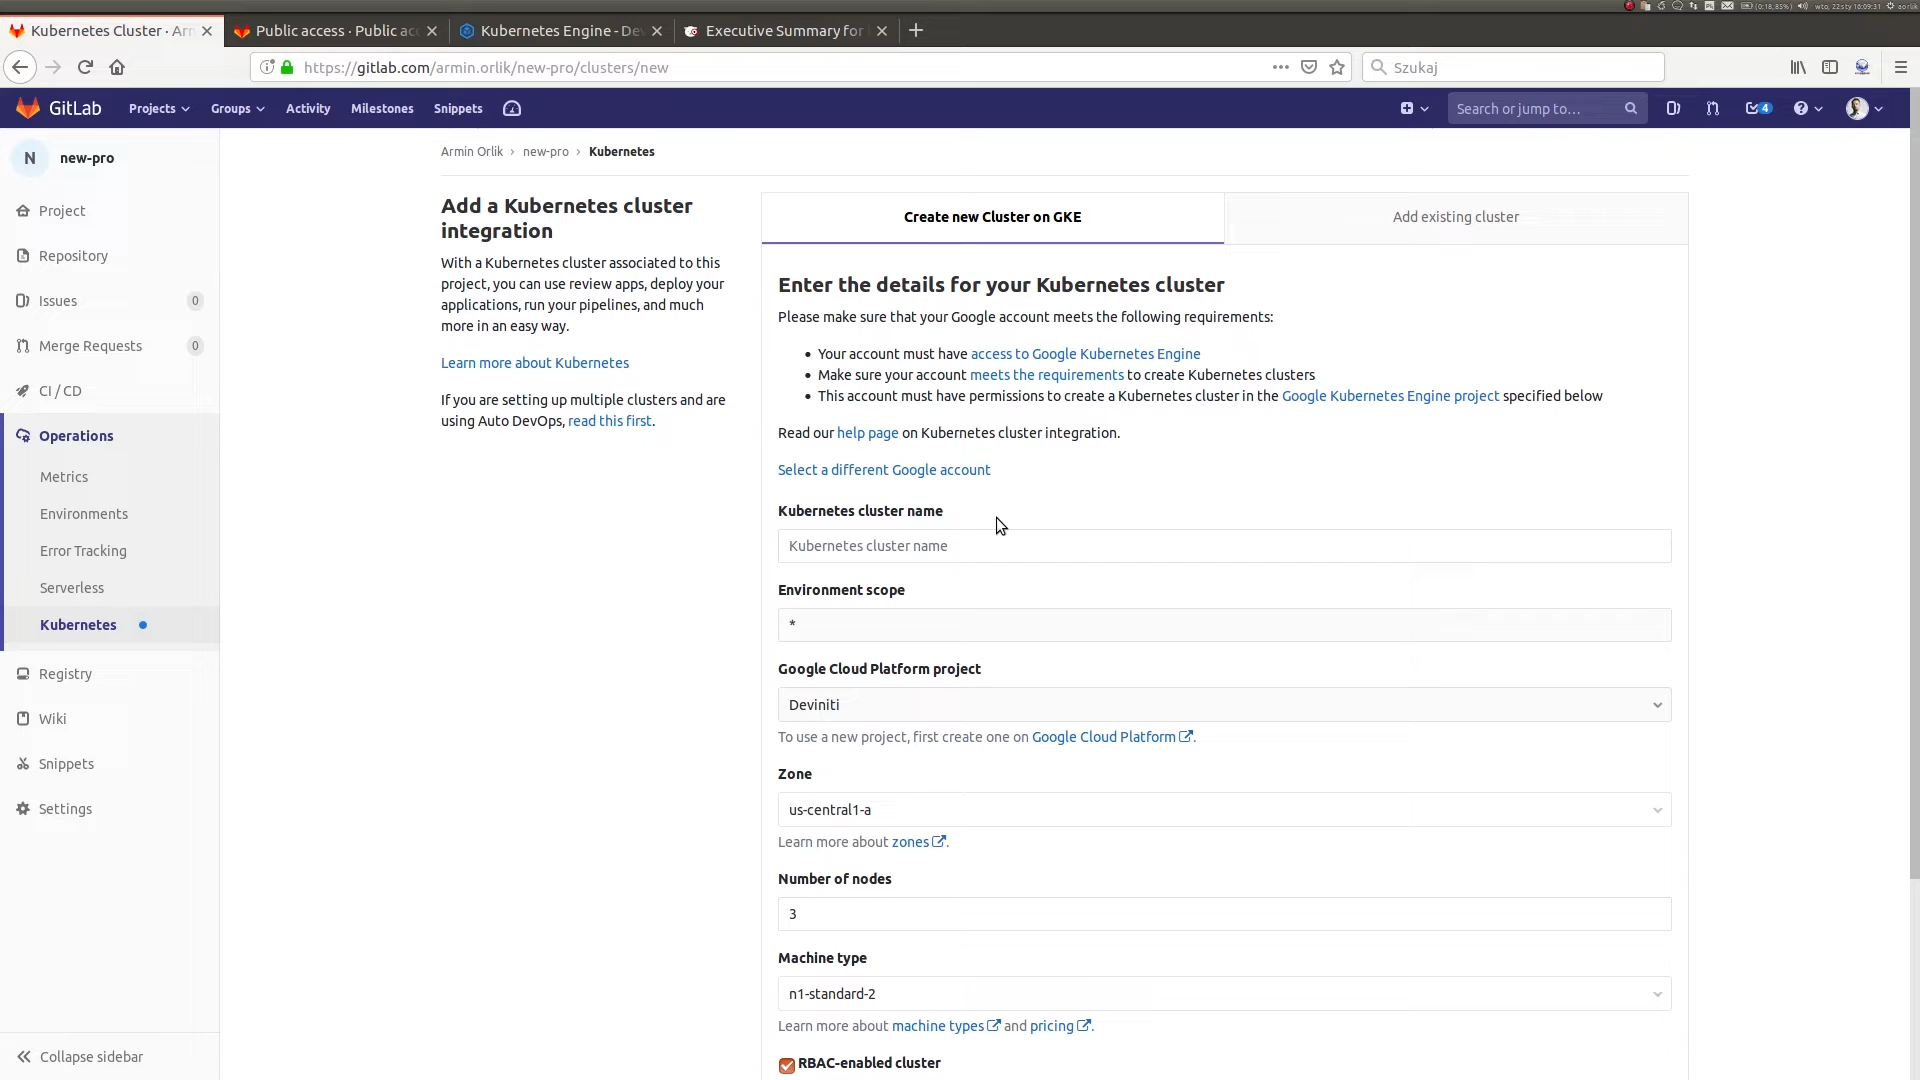 (0:18, 85%) wto, 22 sty 16:09:31 aorlik
Kubernetes Cluster · Arm
Public access · Public ac
Kubernetes Engine - Dev
Executive Summary for
https://gitlab.com/armin.orlik/new-pro/clusters/new
Szukaj
GitLab
Projects
Groups
Activity
Milestones
Snippets
Search or jump to…
4
N
new-pro
Armin Orlik › new-pro › Kubernetes
Project
Repository
Issues 0
Merge Requests 0
CI / CD
Operations
Metrics
Environments
Error Tracking
Serverless
Kubernetes
Registry
Wiki
Snippets
Settings
Collapse sidebar
Add a Kubernetes cluster
integration
With a Kubernetes cluster associated to this
project, you can use review apps, deploy your
applications, run your pipelines, and much
more in an easy way.
Learn more about Kubernetes
If you are setting up multiple clusters and are
using Auto DevOps, read this first.
Create new Cluster on GKE
Add existing cluster
Enter the details for your Kubernetes cluster
Please make sure that your Google account meets the following requirements:
• Your account must have access to Google Kubernetes Engine
• Make sure your account meets the requirements to create Kubernetes clusters
• This account must have permissions to create a Kubernetes cluster in the Google Kubernetes Engine project specified below
Read our help page on Kubernetes cluster integration.
Select a different Google account
Kubernetes cluster name
Kubernetes cluster name
Environment scope
*
Google Cloud Platform project
Deviniti
To use a new project, first create one on Google Cloud Platform.
Zone
us-central1-a
Learn more about zones.
Number of nodes
3
Machine type
n1-standard-2
Learn more about machine types and pricing.
RBAC-enabled cluster